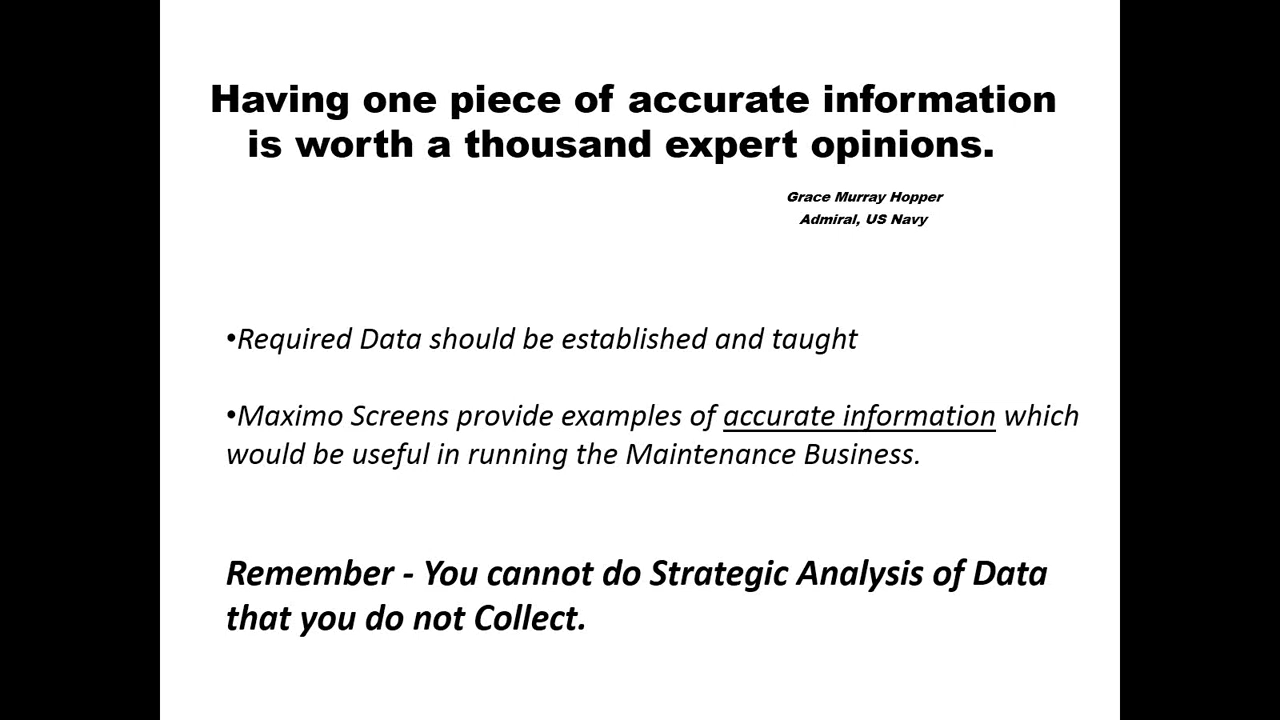 Having one piece of accurate information
is worth a thousand expert opinions.
Grace Murray Hopper
Admiral, US Navy
•Required Data should be established and taught
•Maximo Screens provide examples of accurate information which
would be useful in running the Maintenance Business.
Remember - You cannot do Strategic Analysis of Data
that you do not Collect.